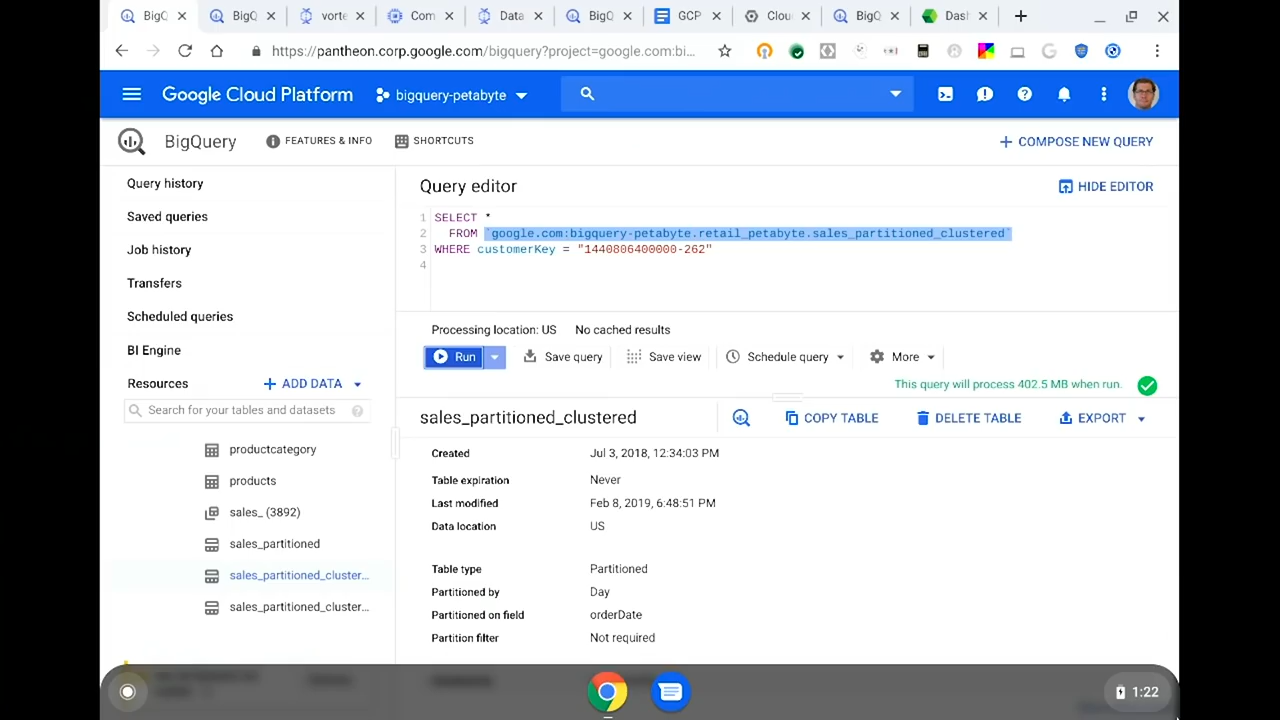 BigQ
BigQ
vorte
Com
Data
BigQ
GCP
Clou
BigQ
Dash
https://pantheon.corp.google.com/bigquery?project=google.com:bi...
Google Cloud Platform
bigquery-petabyte
BigQuery
FEATURES & INFO
SHORTCUTS
COMPOSE NEW QUERY
Query history
Saved queries
Job history
Transfers
Scheduled queries
BI Engine
Resources
ADD DATA
Search for your tables and datasets
productcategory
products
sales_ (3892)
sales_partitioned
sales_partitioned_cluster...
sales_partitioned_cluster...
Query editor
HIDE EDITOR
1 SELECT *
2 FROM `google.com:bigquery-petabyte.retail_petabyte.sales_partitioned_clustered`
3 WHERE customerKey = "1440806400000-262"
4
Processing location: US No cached results
Run
Save query
Save view
Schedule query
More
This query will process 402.5 MB when run.
sales_partitioned_clustered
COPY TABLE
DELETE TABLE
EXPORT
Created Jul 3, 2018, 12:34:03 PM
Table expiration Never
Last modified Feb 8, 2019, 6:48:51 PM
Data location US
Table type Partitioned
Partitioned by Day
Partitioned on field orderDate
Partition filter Not required
1:22